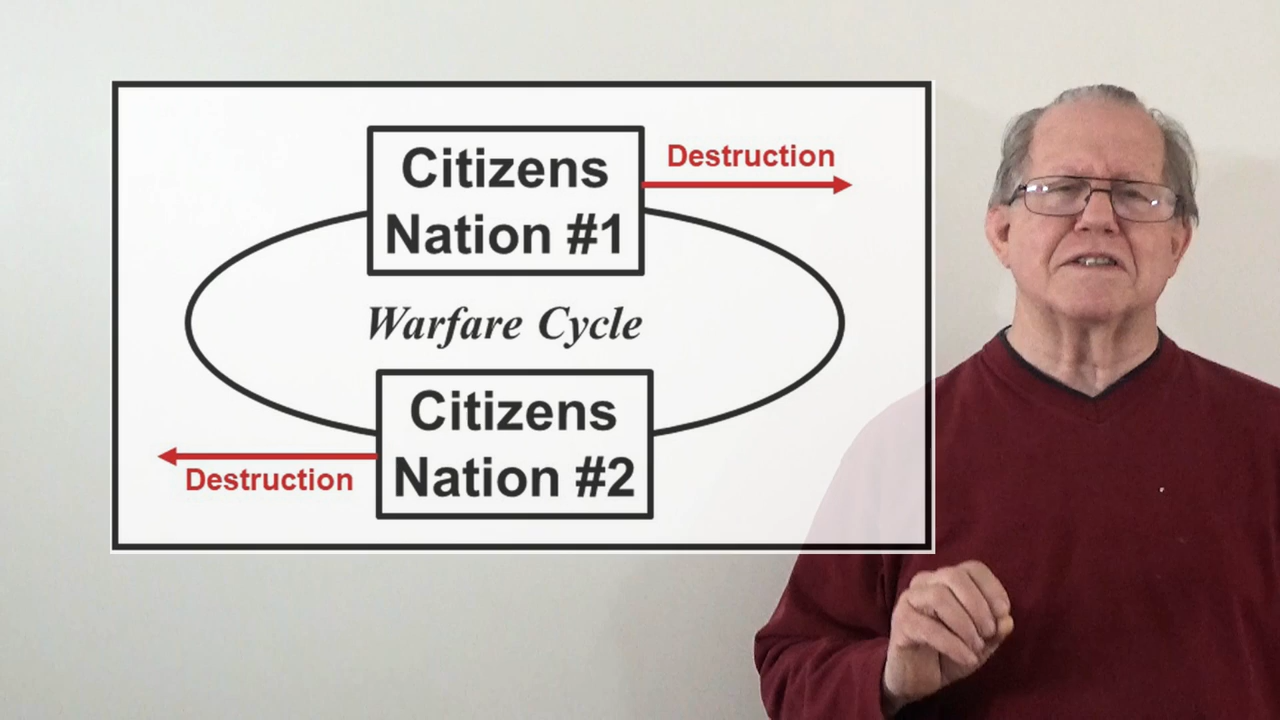 Citizens
Nation #1
Destruction
Warfare Cycle
Citizens
Nation #2
Destruction